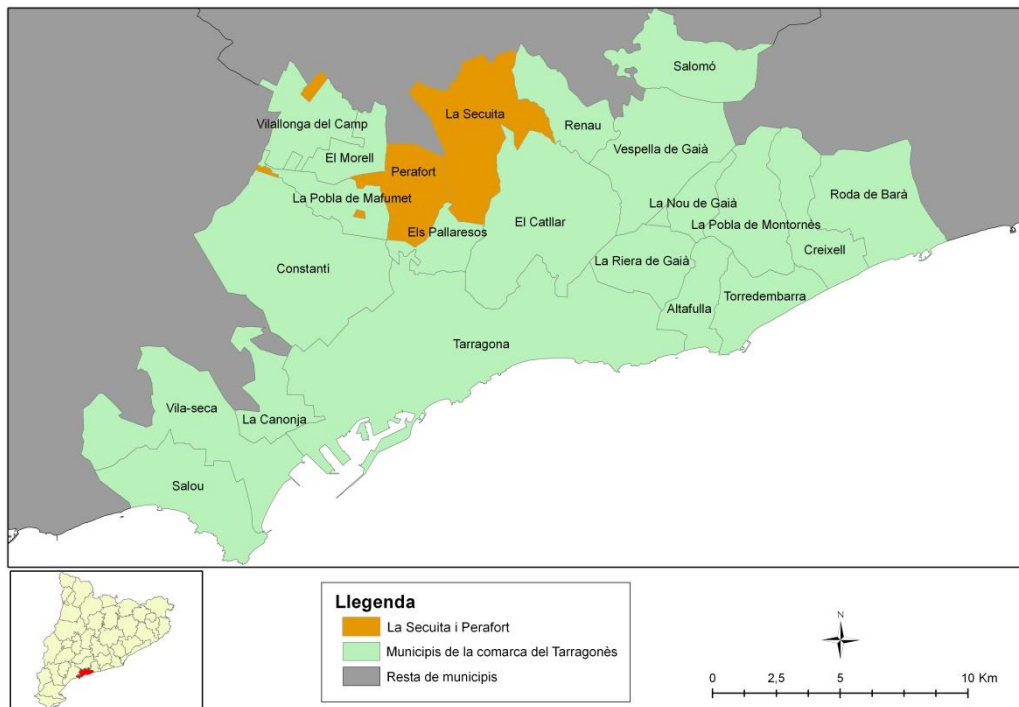 Salomó
La Secuita
Vilallonga del Camp
Renau
El Morell
Vespella de Gaià
Perafort
La Pobla de Mafumet
La Nou de Gaià
Roda de Barà
La Pobla de Montornès
El Catllar
Els Pallaresos
Creixell
La Riera de Gaià
Constantí
Torredembarra
Altafulla
Tarragona
Vila-seca
La Canonja
Salou
Llegenda
La Secuita i Perafort
Municipis de la comarca del Tarragonès
Resta de municipis
N
0 2,5 5 10 Km